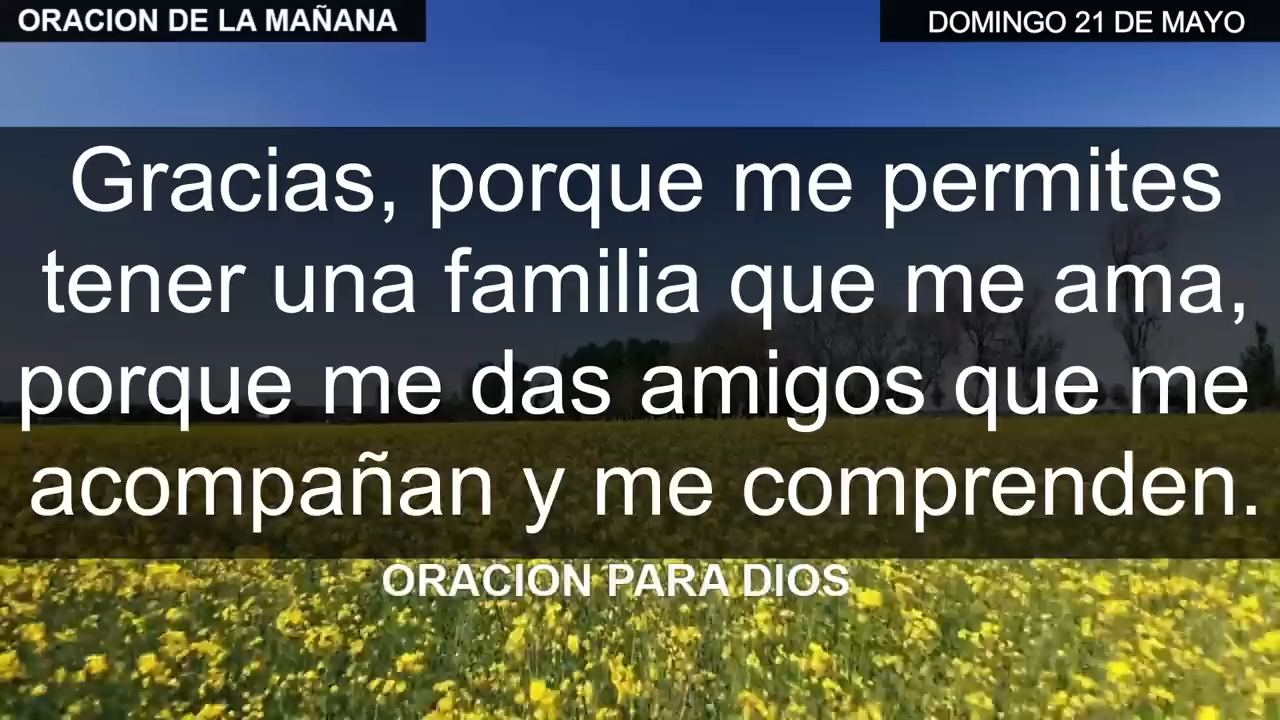 ORACION DE LA MAÑANA
DOMINGO 21 DE MAYO
Gracias, porque me permites
tener una familia que me ama,
porque me das amigos que me
acompañan y me comprenden.
ORACION PARA DIOS